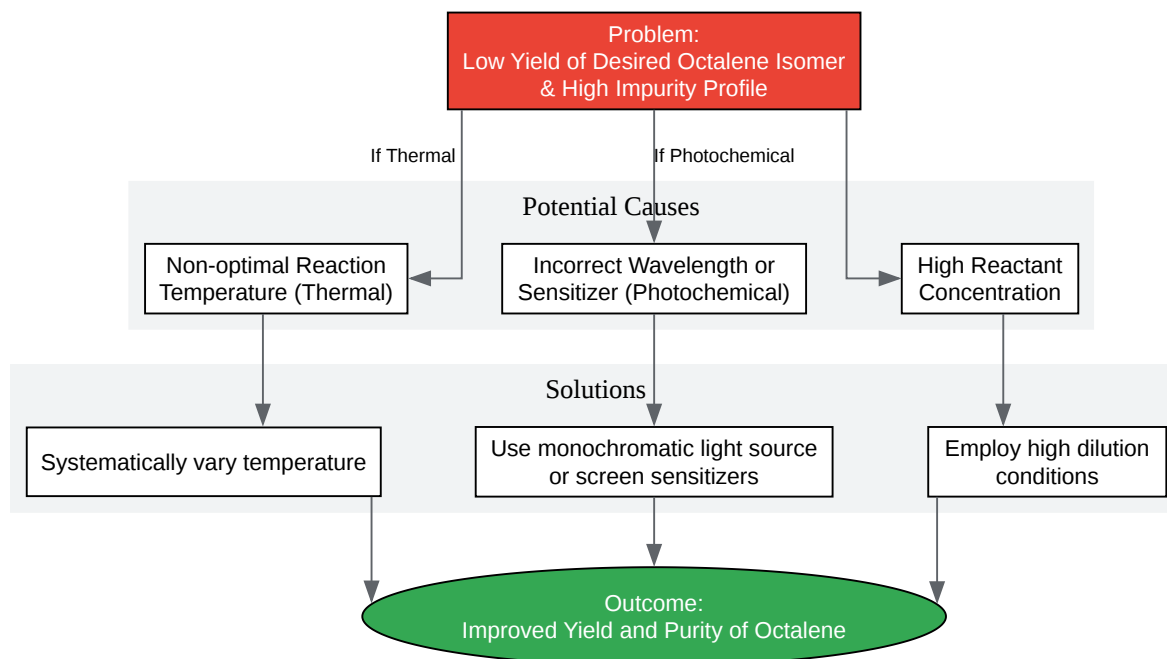 Problem:
Low Yield of Desired Octalene Isomer
& High Impurity Profile
If Thermal
If Photochemical
Potential Causes
Non-optimal Reaction
Temperature (Thermal)
Incorrect Wavelength or
Sensitizer (Photochemical)
High Reactant
Concentration
Solutions
Systematically vary temperature
Use monochromatic light source
or screen sensitizers
Employ high dilution
conditions
Outcome:
Improved Yield and Purity of Octalene